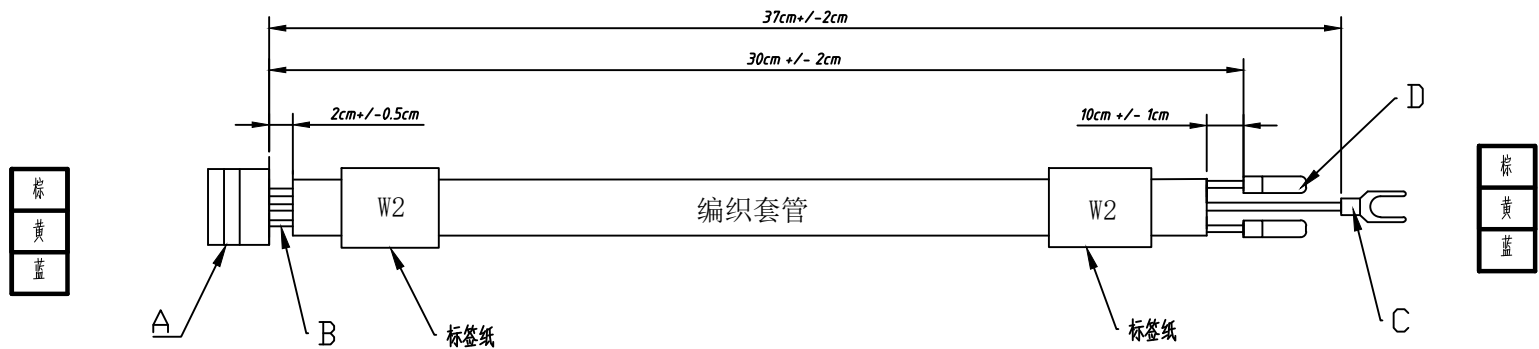 37cm+/-2cm
30cm +/- 2cm
2cm+/-0.5cm
10cm +/- 1cm
D
棕
黄
蓝
W2
编织套管
W2
棕
黄
蓝
A
B
标签纸
标签纸
C